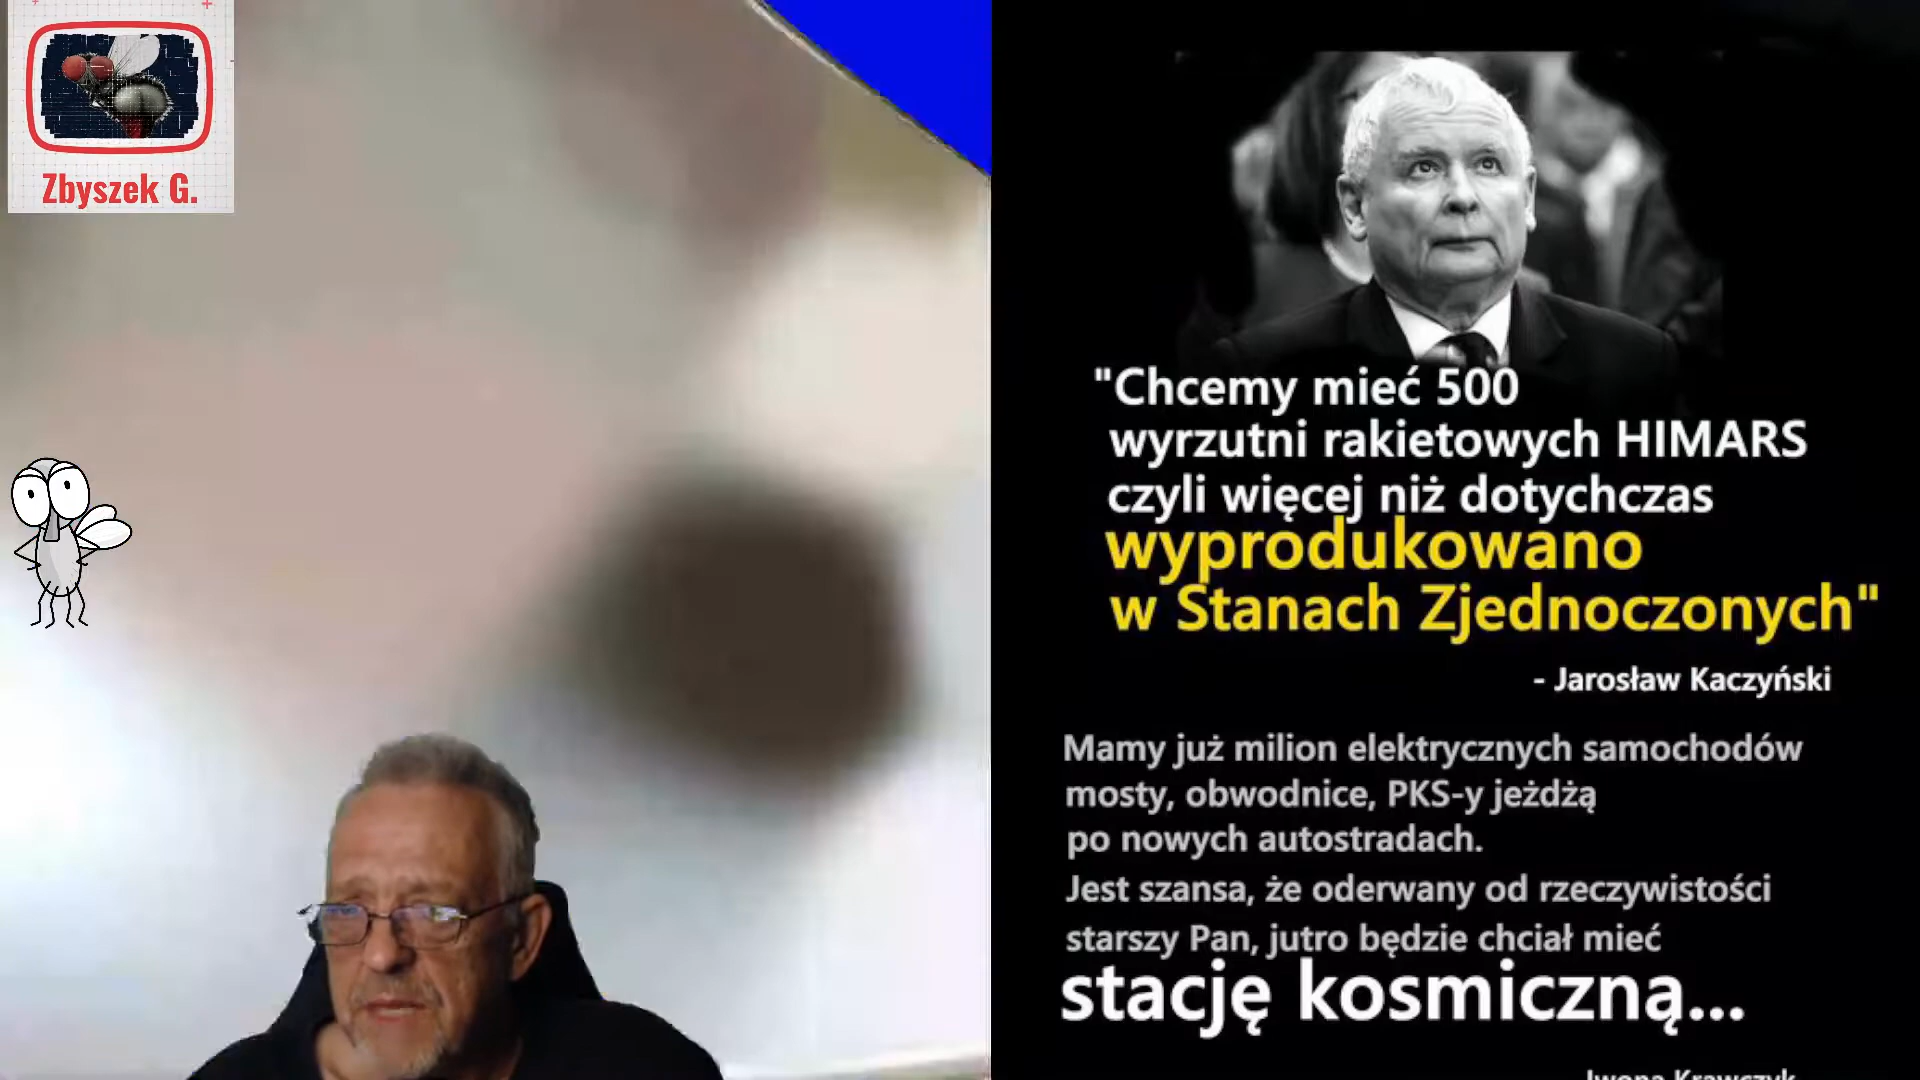 Zbyszek G.
"Chcemy mieć 500
wyrzutni rakietowych HIMARS
czyli więcej niż dotychczas
wyprodukowano
w Stanach Zjednoczonych"
- Jarosław Kaczyński
Mamy już milion elektrycznych samochodów
mosty, obwodnice, PKS-y jeżdżą
po nowych autostradach.
Jest szansa, że oderwany od rzeczywistości
starszy Pan, jutro będzie chciał mieć
stację kosmiczną...
Iwona Krawczyk